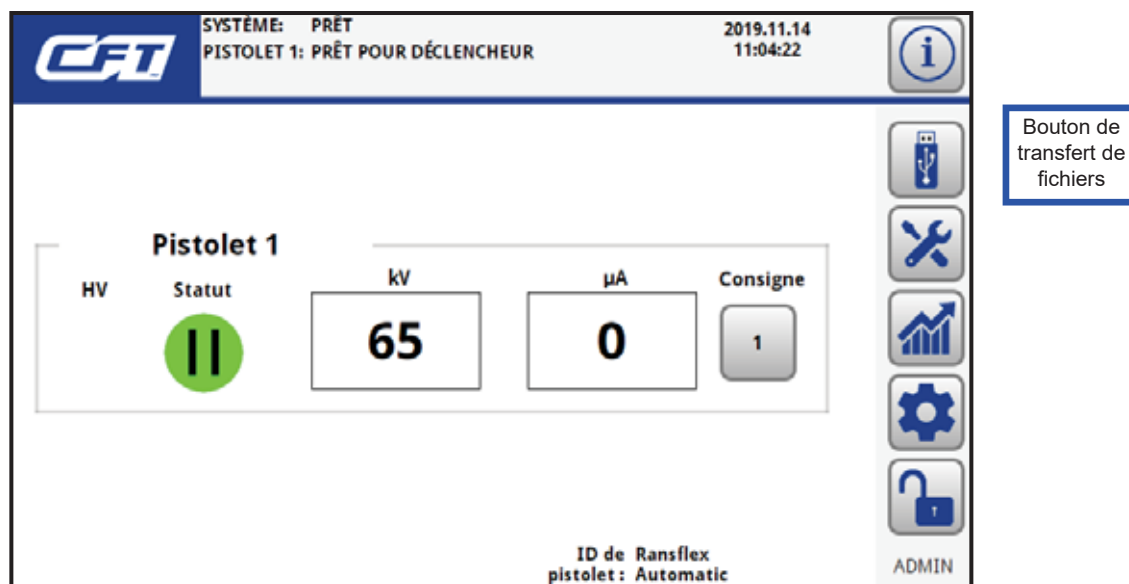 CFT
SYSTÈME: PRÊT
PISTOLET 1: PRÊT POUR DÉCLENCHEUR
2019.11.14
11:04:22
i
Bouton de
transfert de
fichiers
Pistolet 1
HV
Statut
kV
µA
Consigne
65
0
1
ID de Ransflex
pistolet : Automatic
ADMIN